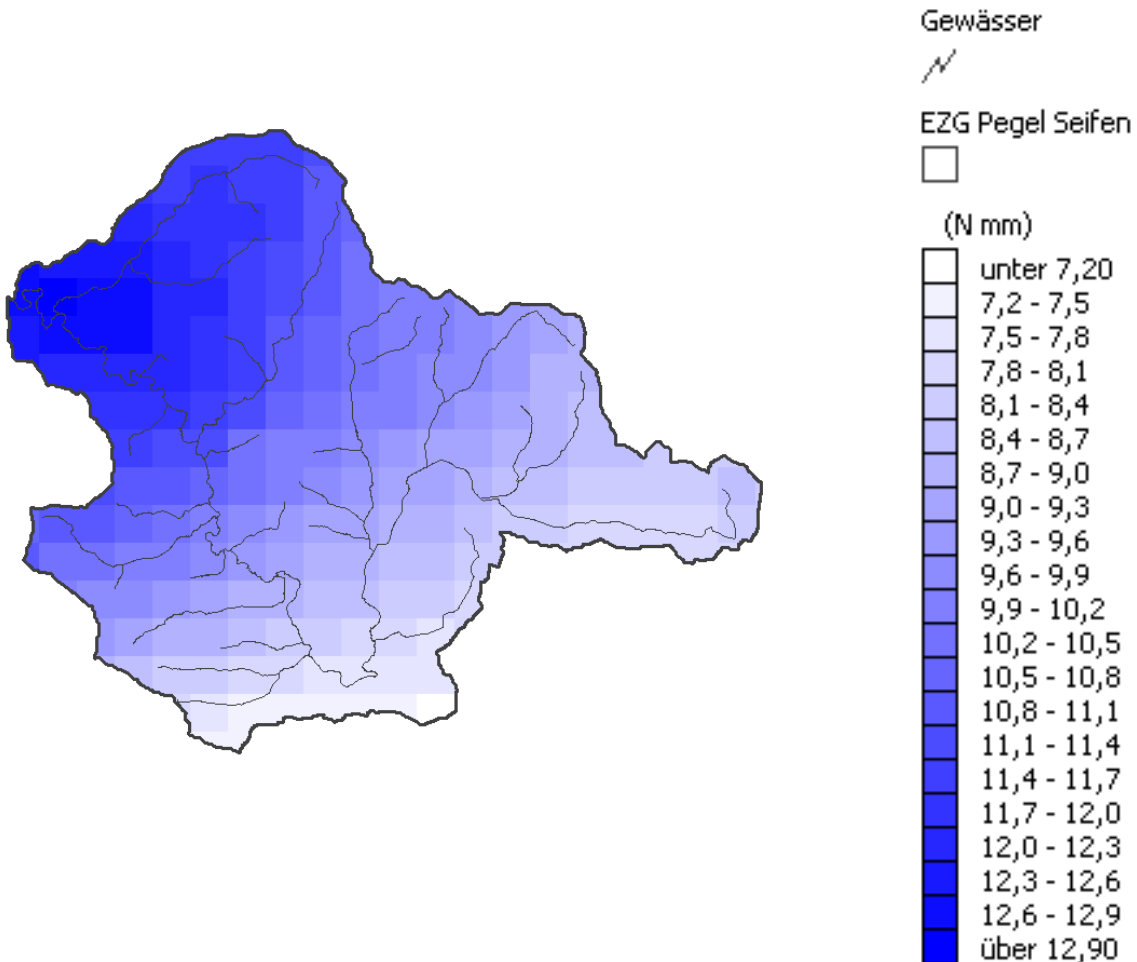 Gewässer
EZG Pegel Seifen
(N mm)
unter 7,20
7,2 - 7,5
7,5 - 7,8
7,8 - 8,1
8,1 - 8,4
8,4 - 8,7
8,7 - 9,0
9,0 - 9,3
9,3 - 9,6
9,6 - 9,9
9,9 - 10,2
10,2 - 10,5
10,5 - 10,8
10,8 - 11,1
11,1 - 11,4
11,4 - 11,7
11,7 - 12,0
12,0 - 12,3
12,3 - 12,6
12,6 - 12,9
über 12,90